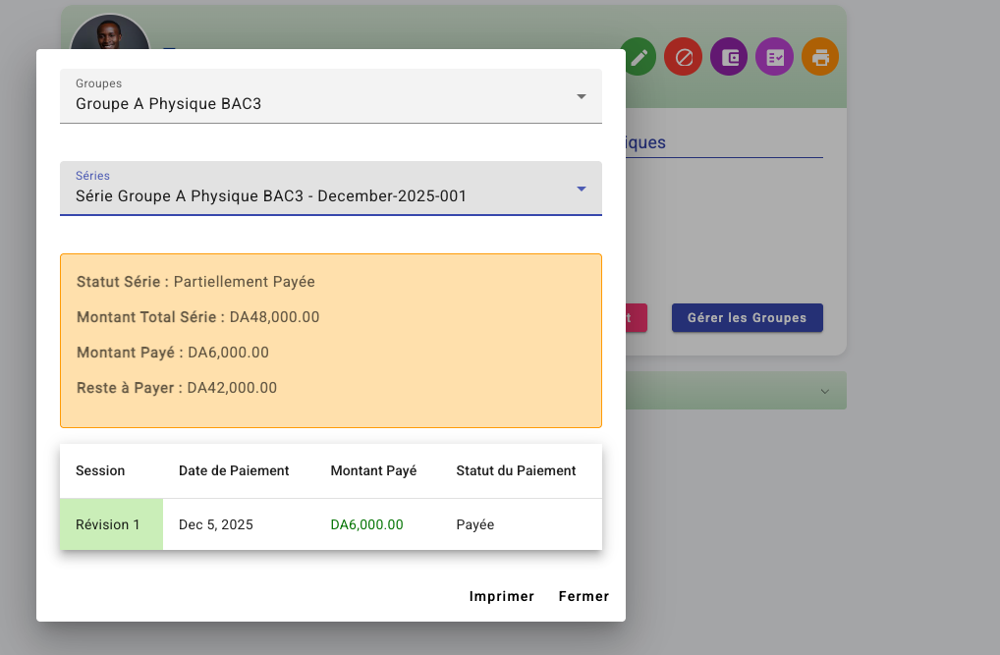 Groupes
Groupe A Physique BAC3
iques
Séries
Série Groupe A Physique BAC3 - December-2025-001
Statut Série : Partiellement Payée
Montant Total Série : DA48,000.00
t
Gérer les Groupes
Montant Payé : DA6,000.00
Reste à Payer : DA42,000.00
Session Date de Paiement Montant Payé Statut du Paiement
Révision 1 Dec 5, 2025 DA6,000.00 Payée
Imprimer Fermer